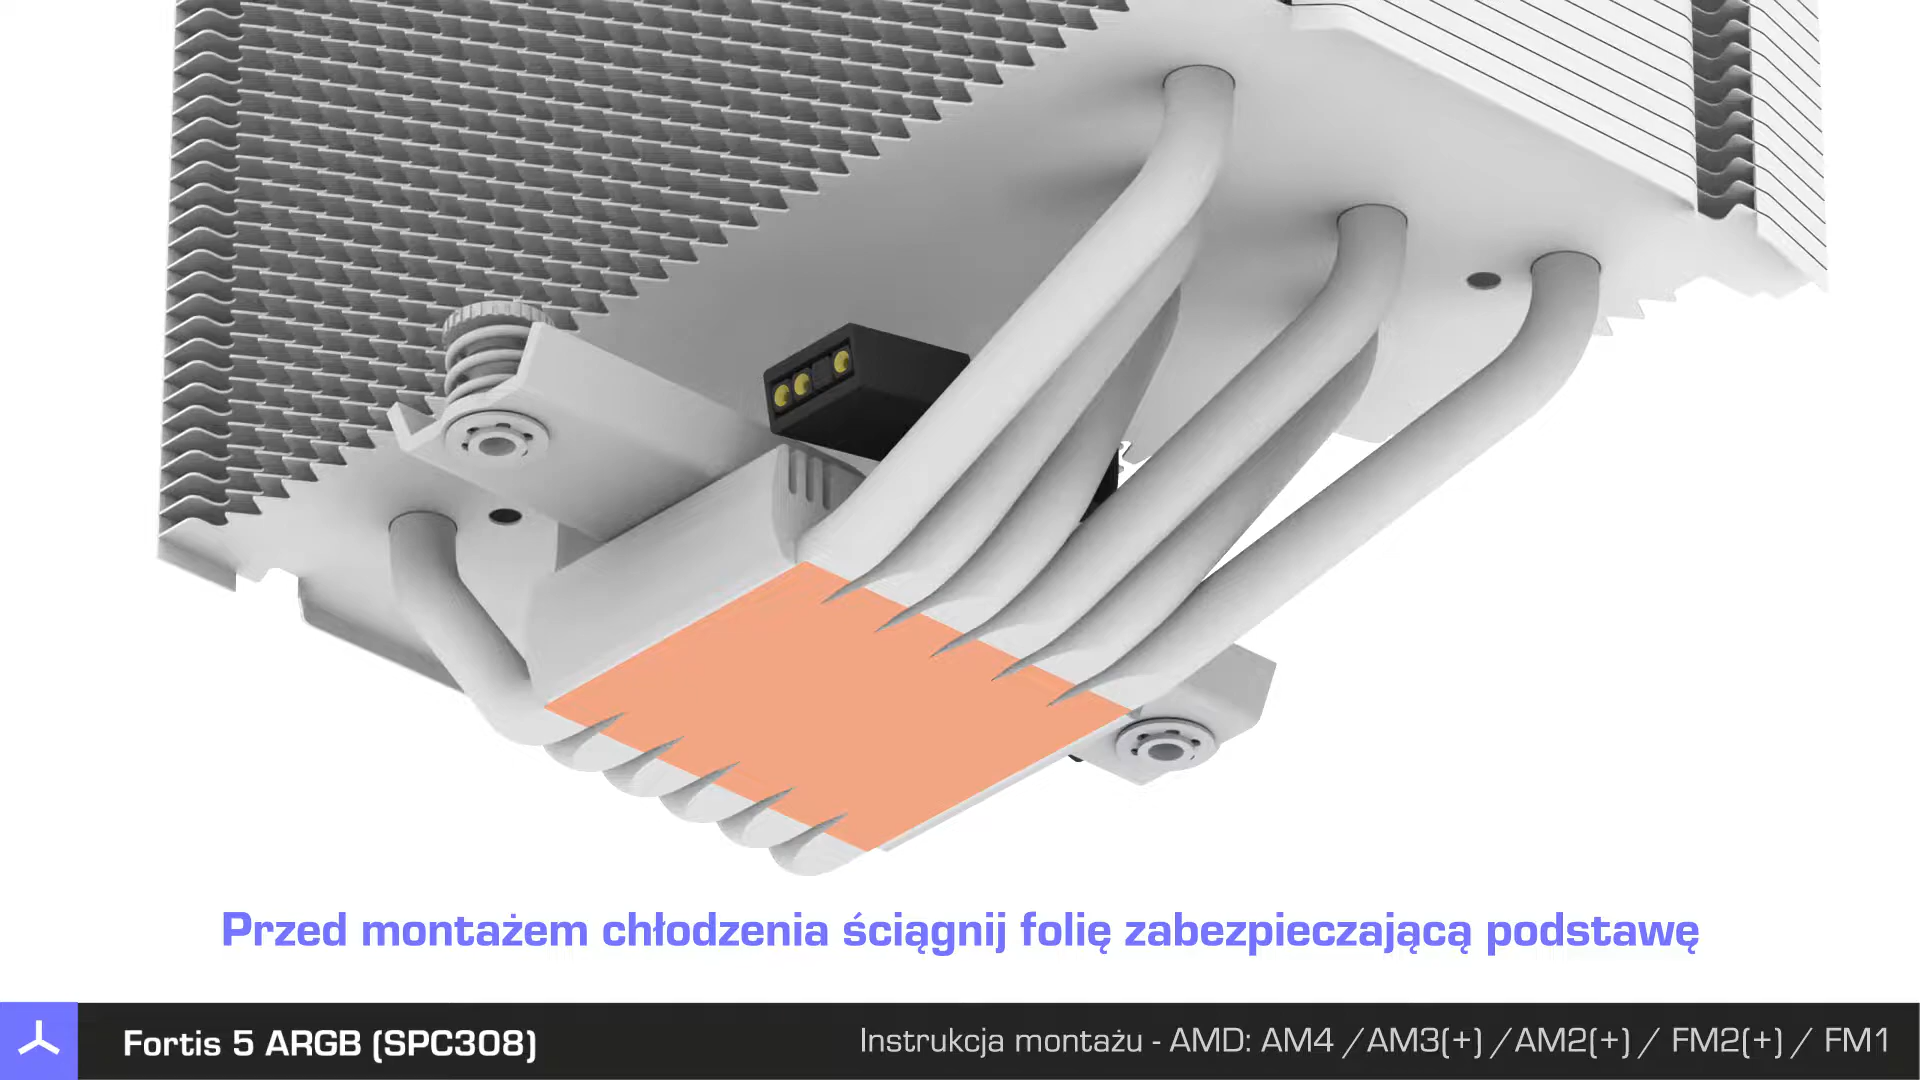 Przed montażem chłodzenia ściągnij folię zabezpieczającą podstawę
Fortis 5 ARGB (SPC308)
Instrukcja montażu - AMD: AM4 /AM3(+) /AM2(+) / FM2(+) / FM1